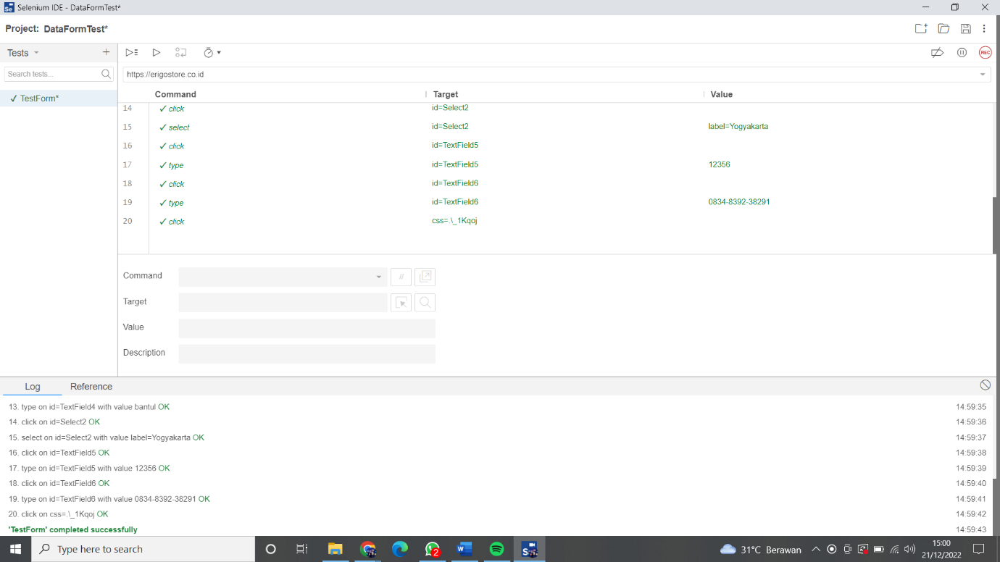 Selenium IDE - DataFormTest*
Project: DataFormTest*
Tests
Search tests...
https://erigostore.co.id
✓ TestForm*
Command Target Value
14 ✓ click id=Select2
15 ✓ select id=Select2 label=Yogyakarta
16 ✓ click id=TextField5
17 ✓ type id=TextField5 12356
18 ✓ click id=TextField6
19 ✓ type id=TextField6 0834-8392-38291
20 ✓ click css=.\_1Kqoj
Command //
Target
Value
Description
Log Reference
13. type on id=TextField4 with value bantul OK 14:59:35
14. click on id=Select2 OK 14:59:36
15. select on id=Select2 with value label=Yogyakarta OK 14:59:37
16. click on id=TextField5 OK 14:59:38
17. type on id=TextField5 with value 12356 OK 14:59:39
18. click on id=TextField6 OK 14:59:40
19. type on id=TextField6 with value 0834-8392-38291 OK 14:59:41
20. click on css=.\_1Kqoj OK 14:59:42
'TestForm' completed successfully 14:59:43
Type here to search
2
31°C Berawan
15:00
21/12/2022
REC